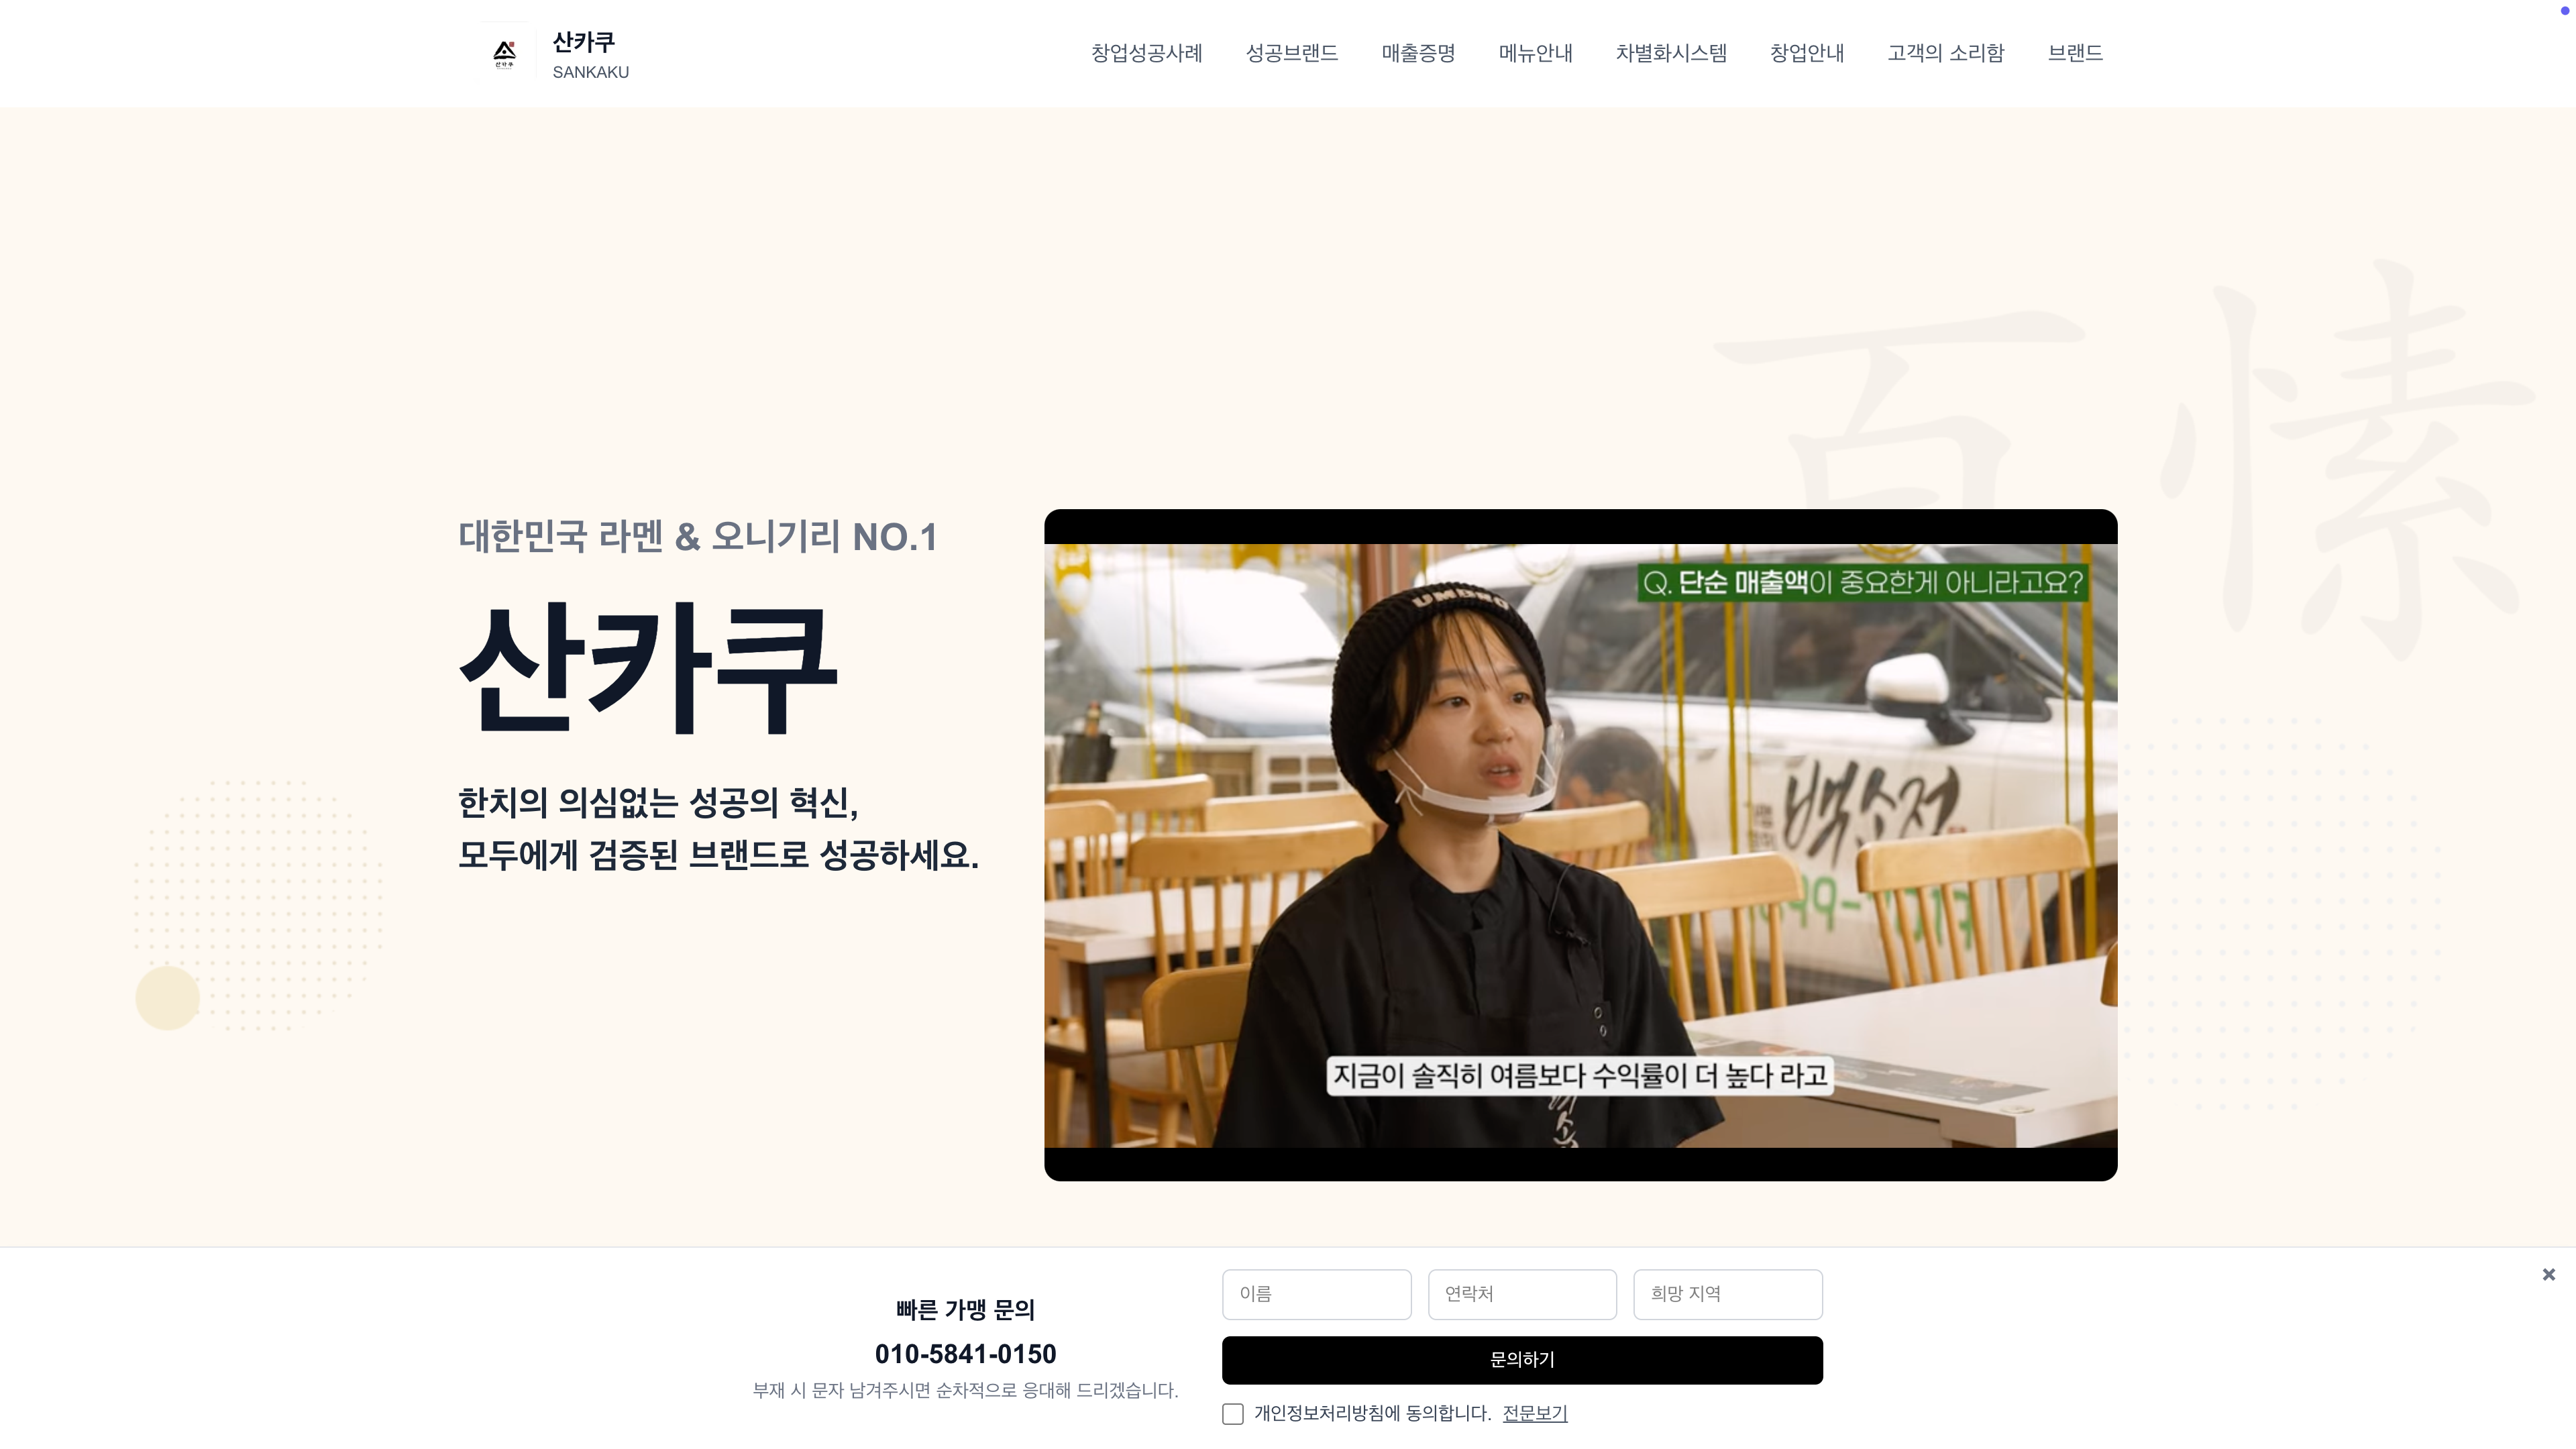 산카쿠
산카쿠
SANKAKU
창업성공사례
성공브랜드
매출증명
메뉴안내
차별화시스템
창업안내
고객의 소리함
브랜드
百愫
대한민국 라멘 & 오니기리 NO.1
산카쿠
한치의 의심없는 성공의 혁신,
모두에게 검증된 브랜드로 성공하세요.
Q. 단순 매출액이 중요한게 아니라고요?
백소정
지금이 솔직히 여름보다 수익률이 더 높다 라고
빠른 가맹 문의
010-5841-0150
부재 시 문자 남겨주시면 순차적으로 응대해 드리겠습니다.
이름
연락처
희망 지역
문의하기
개인정보처리방침에 동의합니다. 전문보기